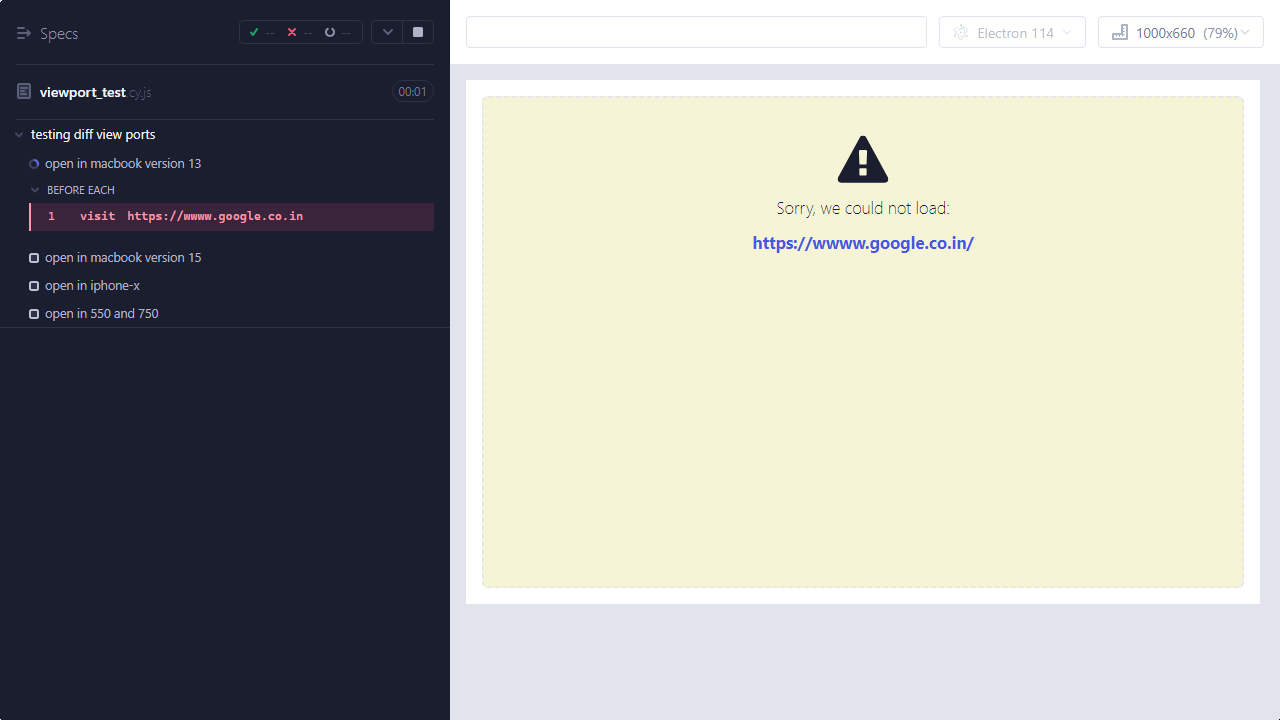 Specs
-- -- --
Electron 114
1000x660 (79%)
viewport_test.cy.js
00:01
testing diff view ports
open in macbook version 13
BEFORE EACH
1 visit https://wwww.google.co.in
open in macbook version 15
open in iphone-x
open in 550 and 750
Sorry, we could not load:
https://wwww.google.co.in/